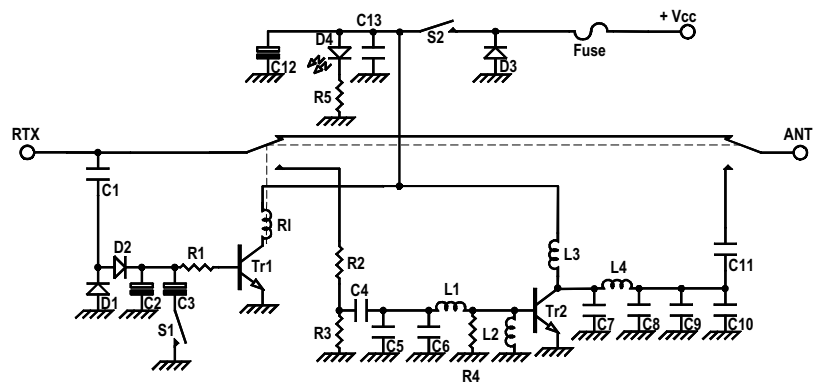 + Vcc
C13
D4
S2
Fuse
C12
D3
R5
RTX
ANT
C1
RI
D2
R1
Tr1
R2
L3
L4
C11
C4
L1
Tr2
D1
C2
C3
S1
R3
C5
C6
L2
R4
C7
C8
C9
C10